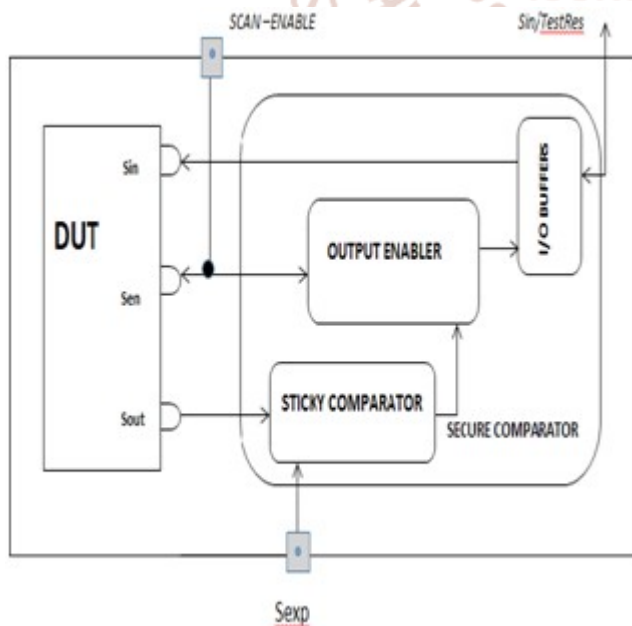 SCAN-ENABLE
Sin/TestRes
Sin
I/O BUFFERS
DUT
OUTPUT ENABLER
Sen
STICKY COMPARATOR
Sout
SECURE COMPARATOR
Sexp